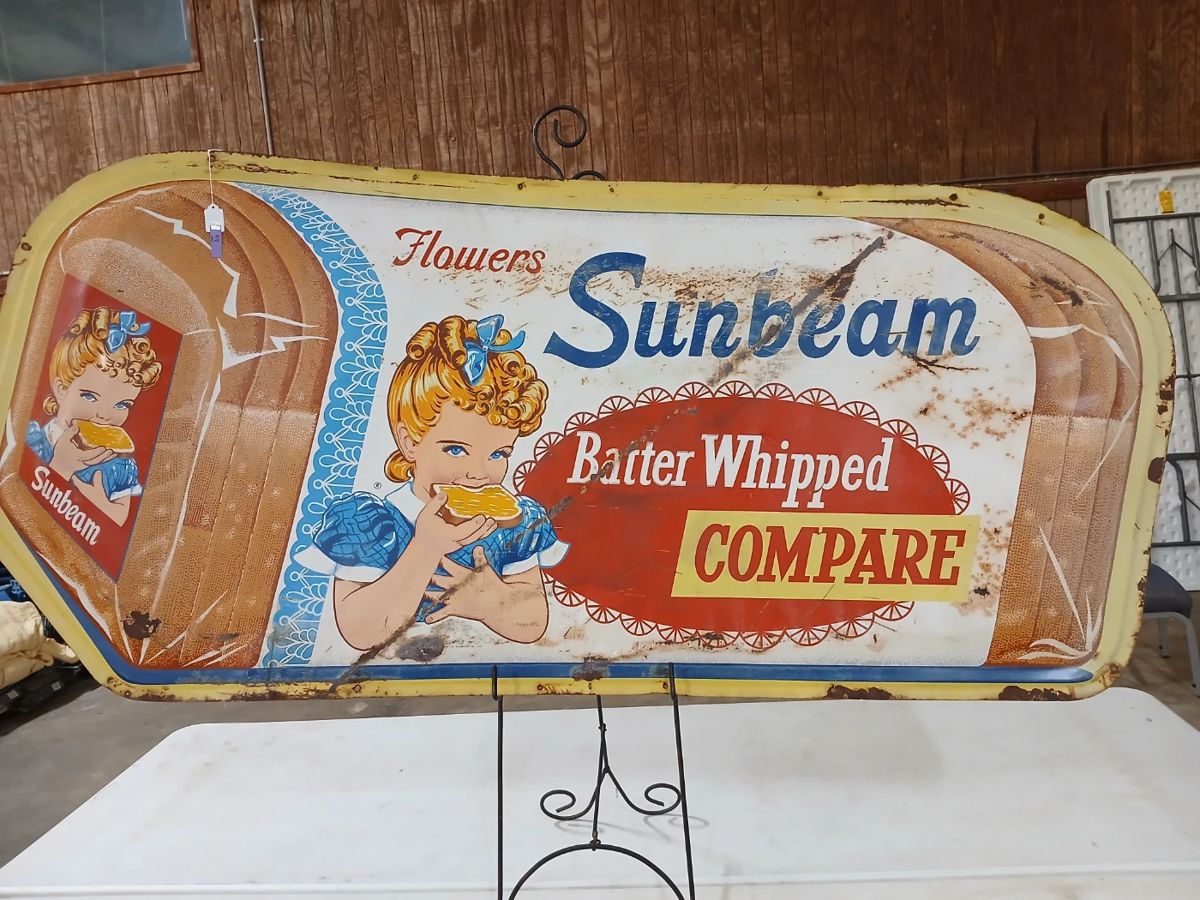 Flowers
Sunbeam
Batter Whipped
COMPARE
Sunbeam
®